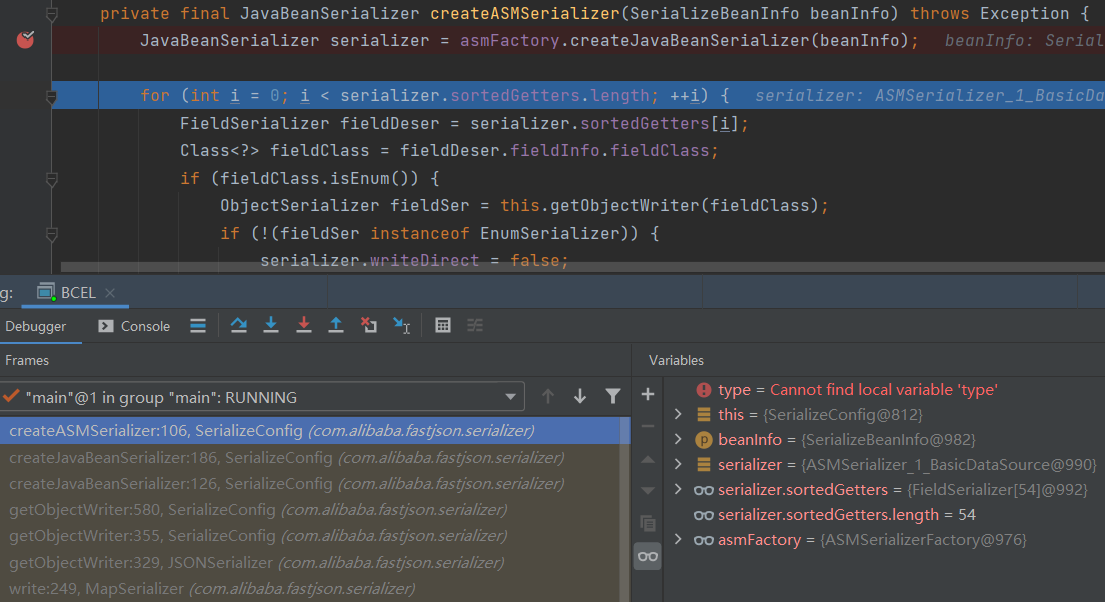 private final JavaBeanSerializer createASMSerializer(SerializeBeanInfo beanInfo) throws Exception {
JavaBeanSerializer serializer = asmFactory.createJavaBeanSerializer(beanInfo); beanInfo: Serial
for (int i = 0; i < serializer.sortedGetters.length; ++i) { serializer: ASMSerializer_1_BasicDa
FieldSerializer fieldDeser = serializer.sortedGetters[i];
Class<?> fieldClass = fieldDeser.fieldInfo.fieldClass;
if (fieldClass.isEnum()) {
ObjectSerializer fieldSer = this.getObjectWriter(fieldClass);
if (!(fieldSer instanceof EnumSerializer)) {
serializer.writeDirect = false;
g: BCEL
Debugger Console
Frames
"main"@1 in group "main": RUNNING
createASMSerializer:106, SerializeConfig (com.alibaba.fastjson.serializer)
createJavaBeanSerializer:186, SerializeConfig (com.alibaba.fastjson.serializer)
createJavaBeanSerializer:126, SerializeConfig (com.alibaba.fastjson.serializer)
getObjectWriter:580, SerializeConfig (com.alibaba.fastjson.serializer)
getObjectWriter:355, SerializeConfig (com.alibaba.fastjson.serializer)
getObjectWriter:329, JSONSerializer (com.alibaba.fastjson.serializer)
write:249, MapSerializer (com.alibaba.fastjson.serializer)
Variables
type = Cannot find local variable 'type'
this = {SerializeConfig@812}
beanInfo = {SerializeBeanInfo@982}
serializer = {ASMSerializer_1_BasicDataSource@990}
serializer.sortedGetters = {FieldSerializer[54]@992}
serializer.sortedGetters.length = 54
asmFactory = {ASMSerializerFactory@976}